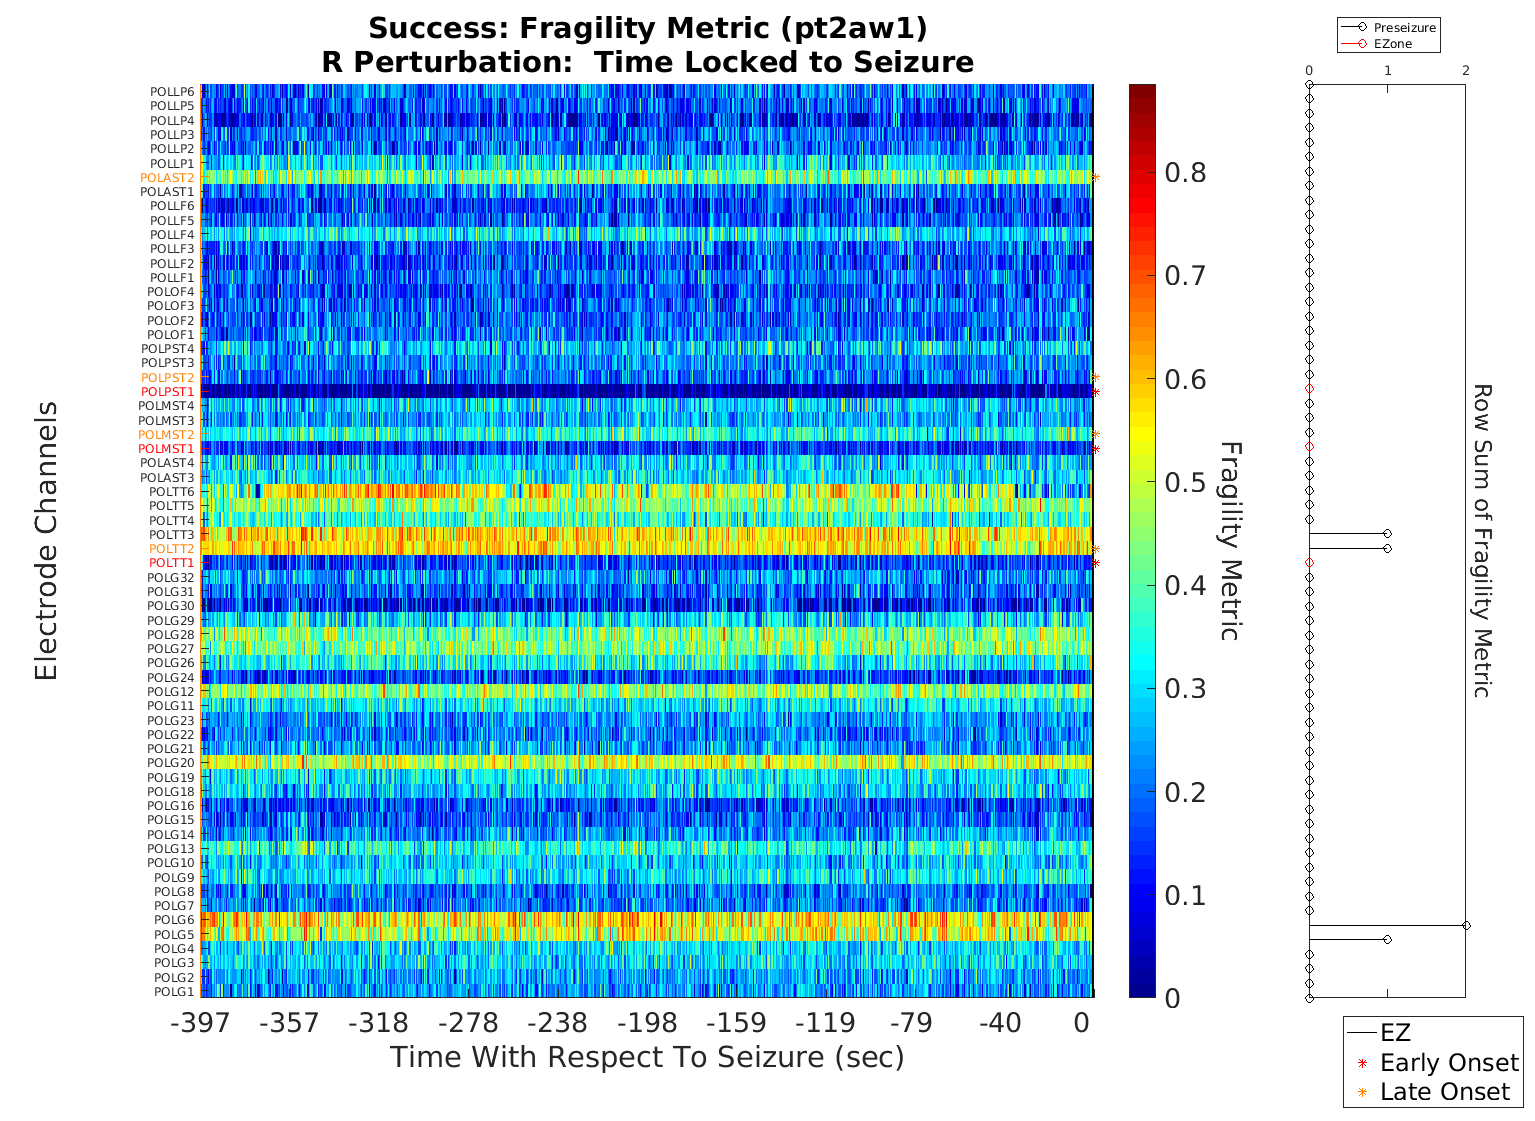 Success: Fragility Metric (pt2aw1)
R Perturbation:  Time Locked to Seizure
Electrode Channels
POLLP6
POLLP5
POLLP4
POLLP3
POLLP2
POLLP1
POLAST2
POLAST1
POLLF6
POLLF5
POLLF4
POLLF3
POLLF2
POLLF1
POLOF4
POLOF3
POLOF2
POLOF1
POLPST4
POLPST3
POLPST2
POLPST1
POLMST4
POLMST3
POLMST2
POLMST1
POLAST4
POLAST3
POLTT6
POLTT5
POLTT4
POLTT3
POLTT2
POLTT1
POLG32
POLG31
POLG30
POLG29
POLG28
POLG27
POLG26
POLG24
POLG12
POLG11
POLG23
POLG22
POLG21
POLG20
POLG19
POLG18
POLG16
POLG15
POLG14
POLG13
POLG10
POLG9
POLG8
POLG7
POLG6
POLG5
POLG4
POLG3
POLG2
POLG1
-397 -357 -318 -278 -238 -198 -159 -119 -79 -40 0
Time With Respect To Seizure (sec)
0.8
0.7
0.6
0.5
0.4
0.3
0.2
0.1
0
Fragility Metric
Preseizure
EZone
0 1 2
Row Sum of Fragility Metric
EZ
Early Onset
Late Onset